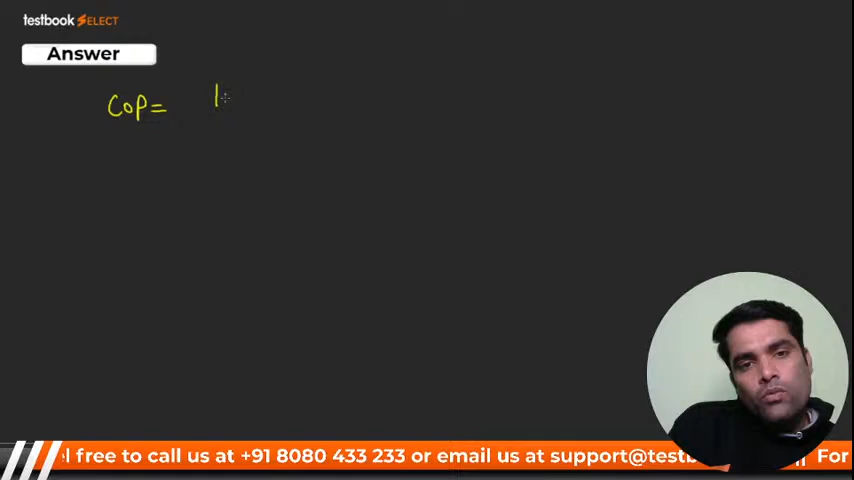 testbook SELECT
Answer
COP =
el free to call us at +91 8080 433 233 or email us at support@testb
For